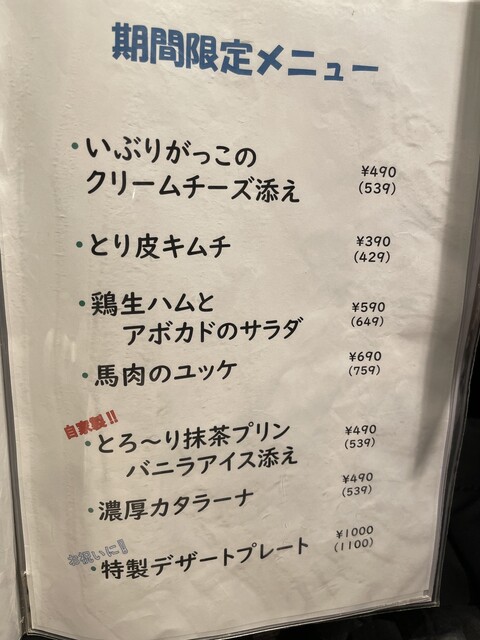 期間限定メニュー
・いぶりがっこの ¥490
クリームチーズ添え (539)
・とり皮キムチ ¥390
(429)
・鶏生ハムと ¥590
アボカドのサラダ (649)
・馬肉のユッケ ¥690
(759)
自家製!!
・とろ〜り抹茶プリン ¥490
バニラアイス添え (539)
・濃厚カタラーナ ¥490
(539)
お祝いに!!
・特製デザートプレート ¥1000
(1100)